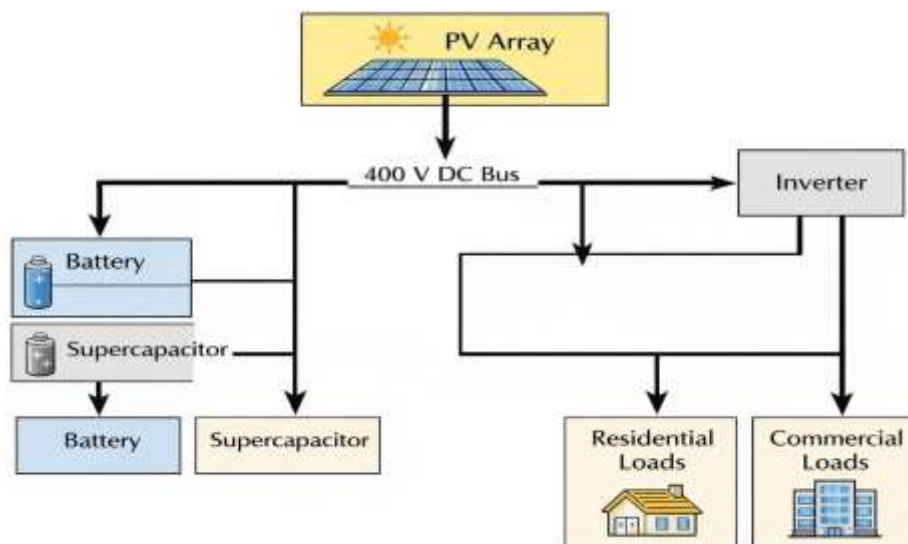 PV Array
400 V DC Bus
Inverter
Battery
Supercapacitor
Battery
Supercapacitor
Residential
Loads
Commercial
Loads